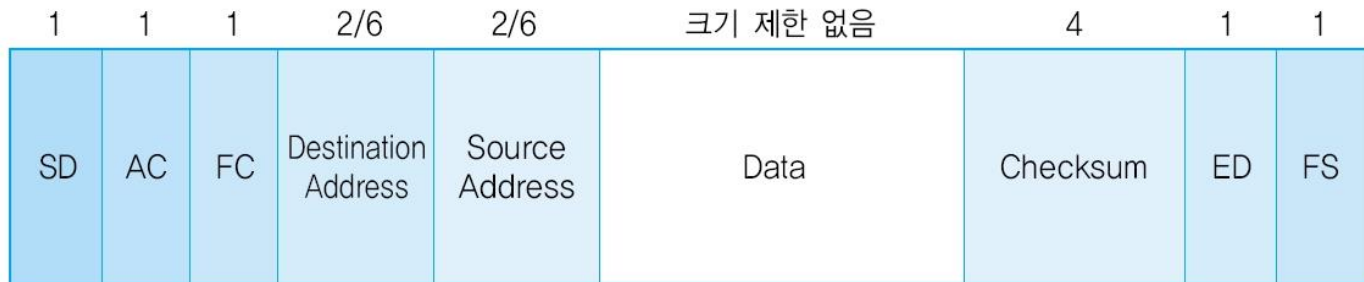 1 1 1 2/6 2/6 크기 제한 없음 4 1 1
SD AC FC Destination Address Source Address Data Checksum ED FS